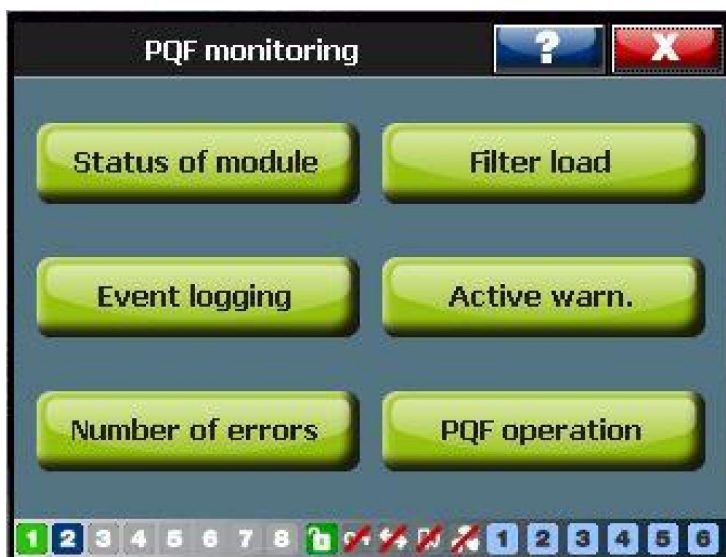 PQF monitoring ? X
Status of module Filter load
Event logging Active warn.
Number of errors PQF operation
1 2 3 4 5 6 7 8 1 2 3 4 5 6